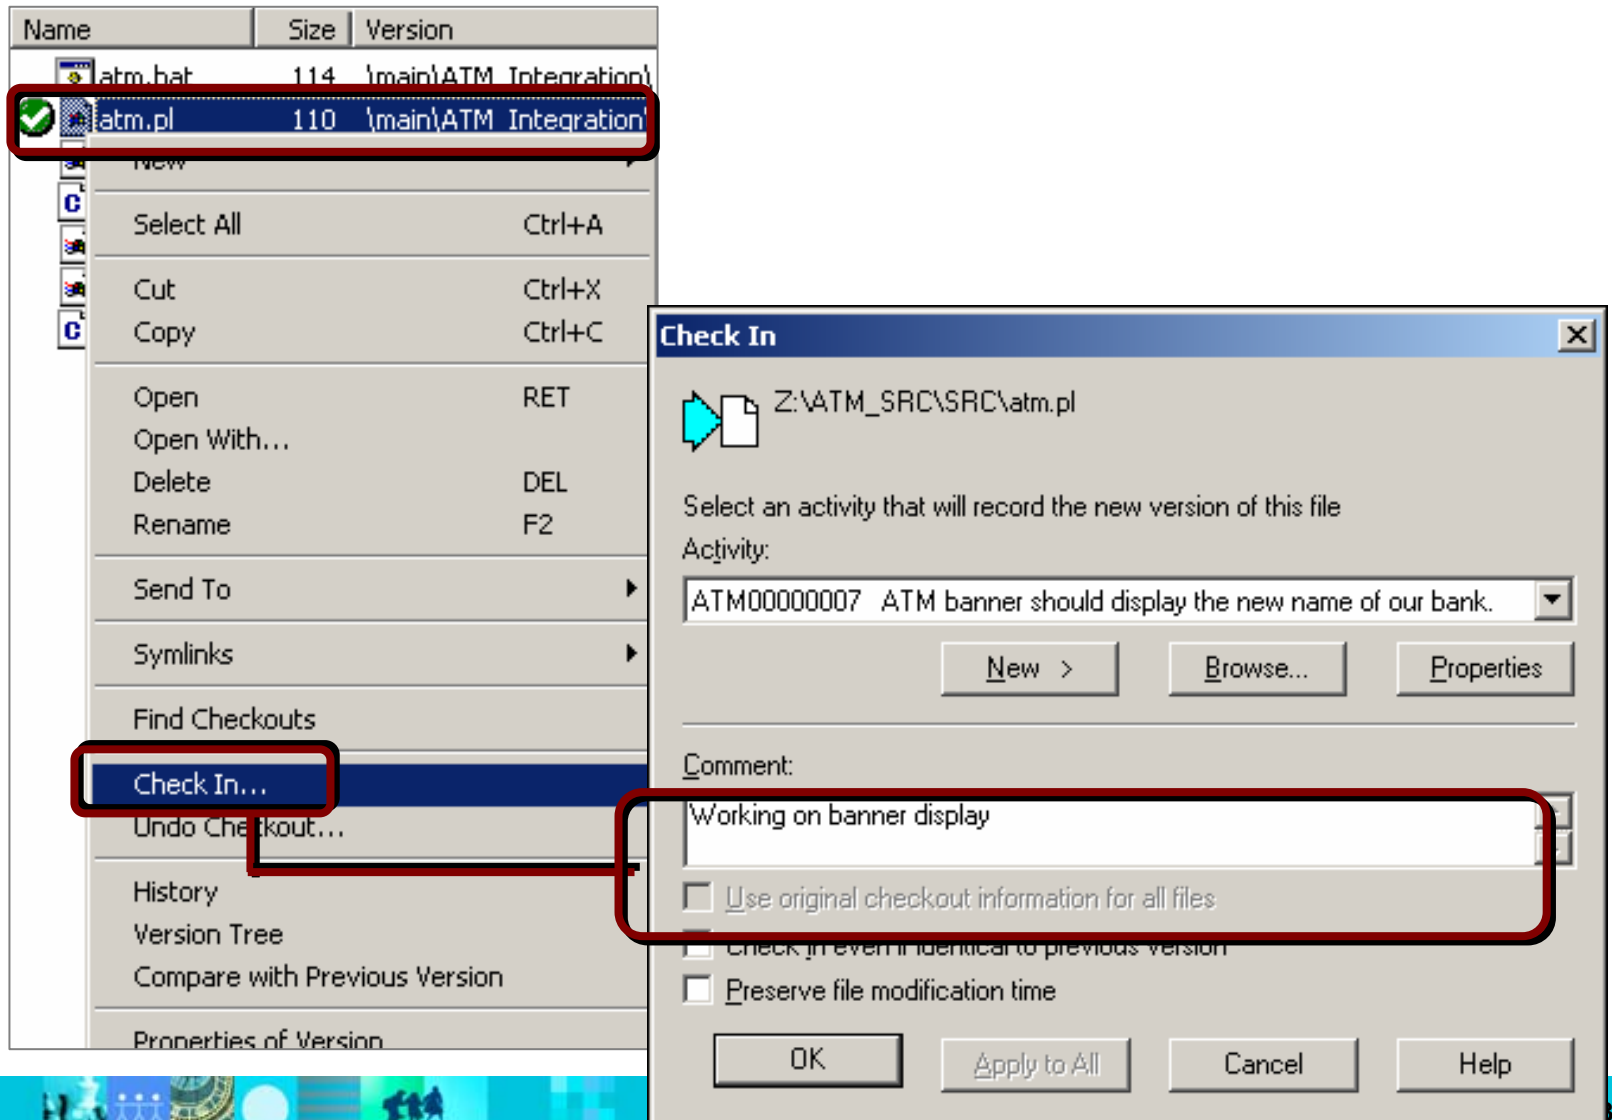 Name Size Version
atm.bat 114 \main\ATM_Integration\
atm.pl 110 \main\ATM_Integration\
New
Select All Ctrl+A
Cut Ctrl+X
Copy Ctrl+C
Open RET
Open With...
Delete DEL
Rename F2
Send To
Symlinks
Find Checkouts
Check In...
Undo Checkout...
History
Version Tree
Compare with Previous Version
Properties of Version
Check In
Z:\ATM_SRC\SRC\atm.pl
Select an activity that will record the new version of this file
Activity:
ATM00000007 ATM banner should display the new name of our bank.
New > Browse... Properties
Comment:
Working on banner display
Use original checkout information for all files
Check in even if identical to previous version
Preserve file modification time
OK Apply to All Cancel Help